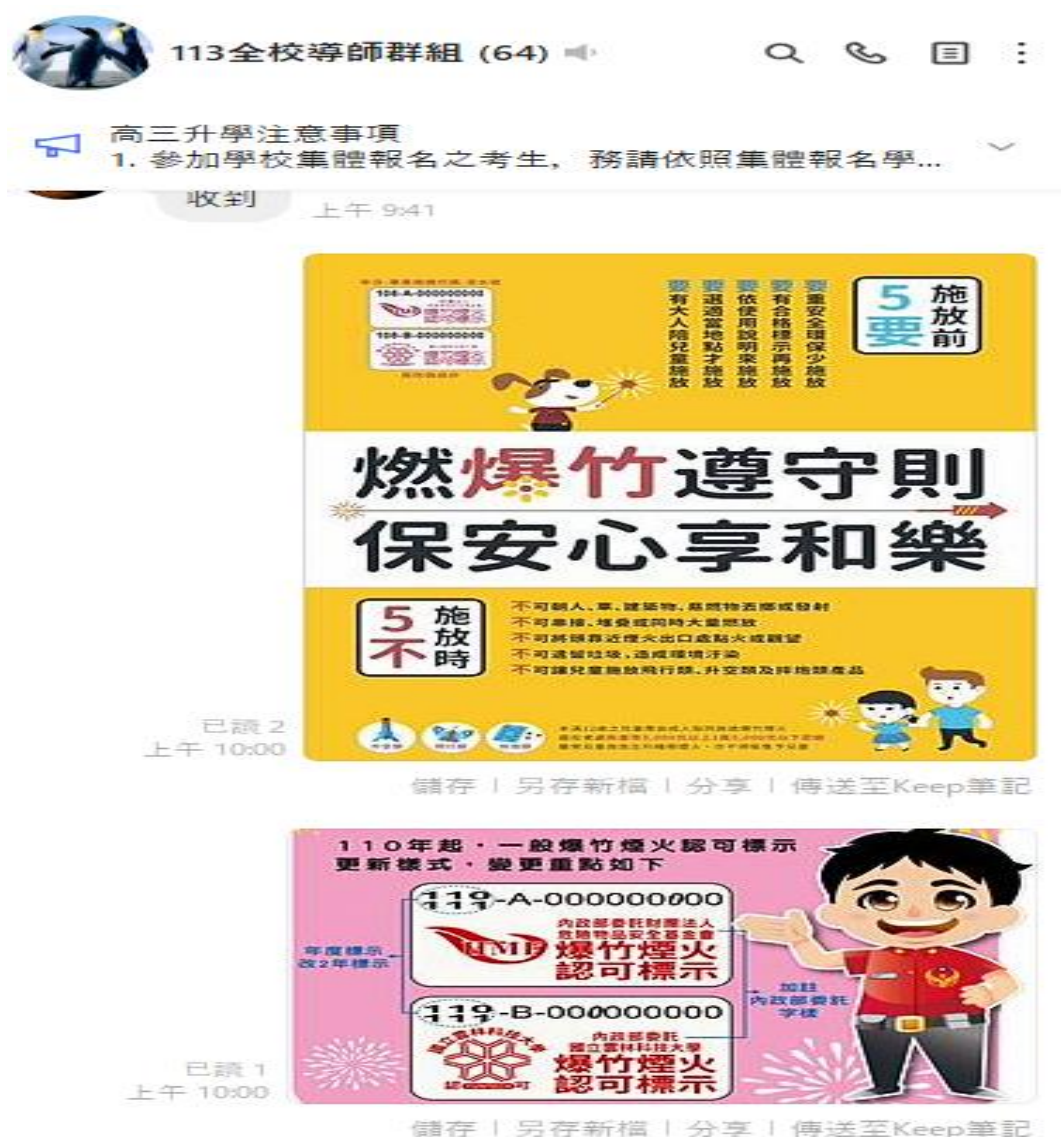 113全校導師群組 (64)
高三升學注意事項
1. 參加學校集體報名之考生，務請依照集體報名學...
收到
上午 9:41
108-A-000000000
108-B-000000000
施放前
5要
要重安全環保少施放
要有合格標示再施放
要依使用說明來施放
要選適當地點才施放
要有大人陪兒童施放
燃爆竹遵守則
保安心享和樂
施放時
5不
不可朝人、車、建築物、易燃物丟擲或發射
不可串接、堆疊或同時大量燃放
不可將頭靠近煙火出口處點火或觀望
不可遺留垃圾，造成環境汙染
不可讓兒童施放飛行類、升空類及摔炮類產品
已讀 2
上午 10:00
儲存 | 另存新檔 | 分享 | 傳送至Keep筆記
110年起，一般爆竹煙火認可標示
更新樣式，變更重點如下
-A-000000000
內政部委託財團法人
危險物品安全基金會
爆竹煙火
認可標示
年度標示
改2年標示
-B-000000000
國立雲林科技大學
內政部委託
國立雲林科技大學
爆竹煙火
認可標示
認可
加註
內政部委託
字樣
已讀 1
上午 10:00
儲存 | 另存新檔 | 分享 | 傳送至Keep筆記